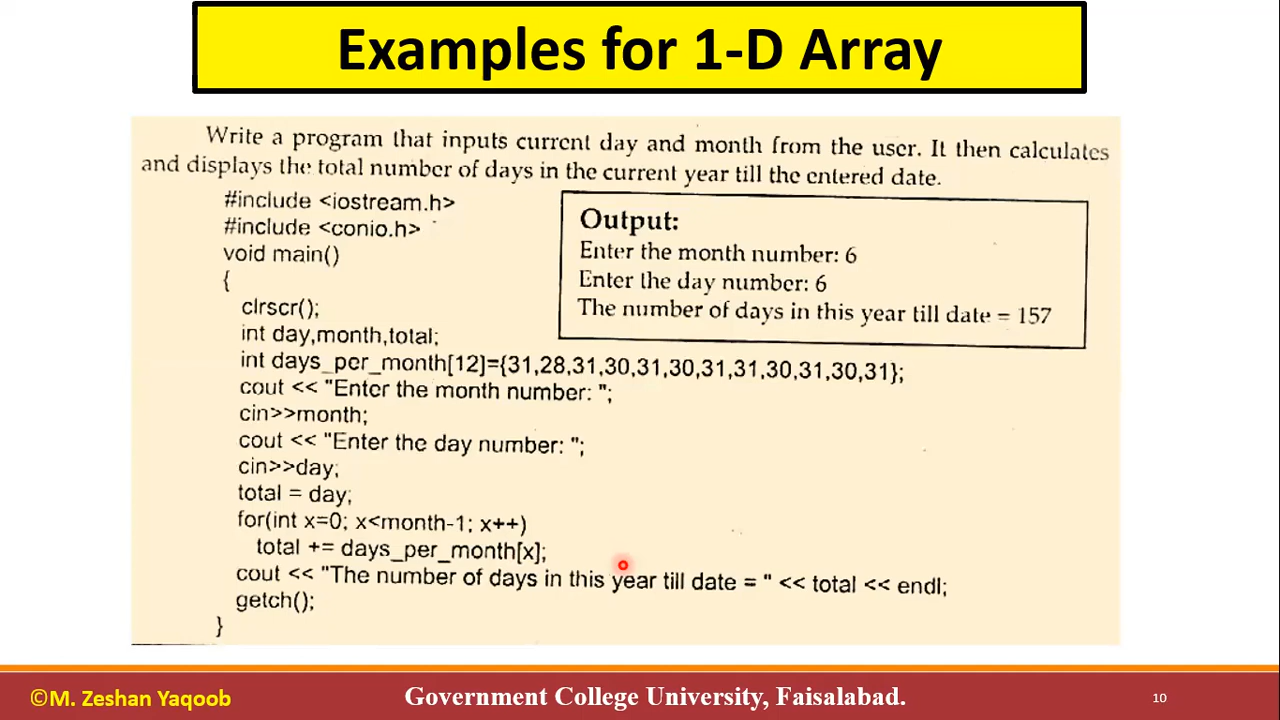 Examples for 1-D Array
Write a program that inputs current day and month from the user. It then calculates
and displays the total number of days in the current year till the entered date.
#include <iostream.h>
#include <conio.h>
void main()
{
clrscr();
int day,month,total;
int days_per_month[12]={31,28,31,30,31,30,31,31,30,31,30,31};
cout << "Enter the month number: ";
cin>>month;
cout << "Enter the day number: ";
cin>>day;
total = day;
for(int x=0; x<month-1; x++)
total += days_per_month[x];
cout << "The number of days in this year till date = " << total << endl;
getch();
}
Output:
Enter the month number: 6
Enter the day number: 6
The number of days in this year till date = 157
©M. Zeshan Yaqoob
Government College University, Faisalabad.
10